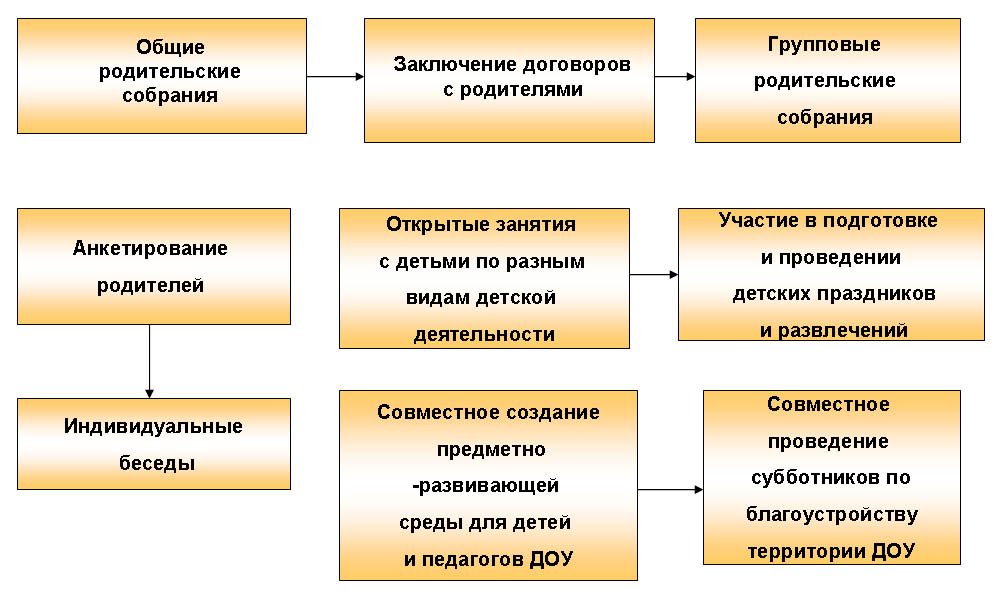 Общие
родительские
собрания
Заключение договоров
с родителями
Групповые
родительские
собрания
Анкетирование
родителей
Открытые занятия
с детьми по разным
видам детской
деятельности
Участие в подготовке
и проведении
детских праздников
и развлечений
Индивидуальные
беседы
Совместное создание
предметно
-развивающей
среды для детей
и педагогов ДОУ
Совместное
проведение
субботников по
благоустройству
территории ДОУ